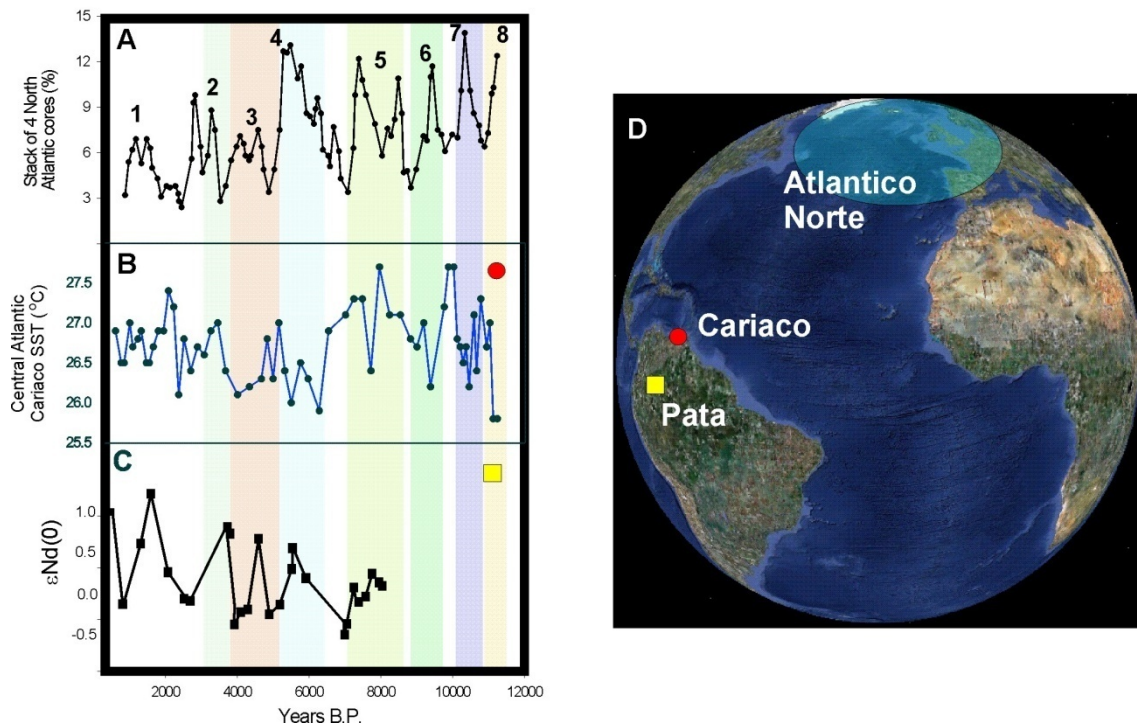 A
Stack of 4 North
Atlantic cores (%)
15
12
9
6
3
1
2
3
4
5
6
7
8
B
Central Atlantic
Cariaco SST (°C)
27.5
27.0
26.5
26.0
25.5
C
εNd(0)
1.0
0.5
0.0
-0.5
2000 4000 6000 8000 10000 12000
Years B.P.
D
Atlantico
Norte
Cariaco
Pata